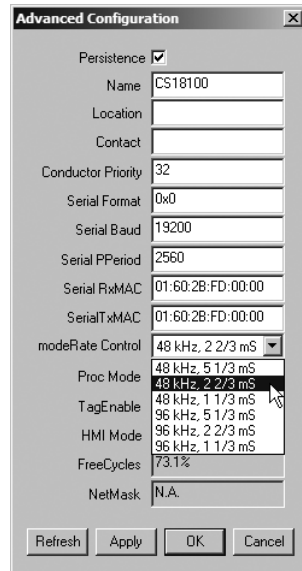 Advanced Configuration
Persistence
Name CS18100
Location
Contact
Conductor Priority 32
Serial Format 0x0
Serial Baud 19200
Serial PPeriod 2560
Serial RxMAC 01:60:2B:FD:00:00
SerialTxMAC 01:60:2B:FD:00:00
modeRate Control 48 kHz, 2 2/3 mS
48 kHz, 5 1/3 mS
Proc Mode 48 kHz, 2 2/3 mS
48 kHz, 1 1/3 mS
TagEnable 96 kHz, 5 1/3 mS
96 kHz, 2 2/3 mS
HMI Mode 96 kHz, 1 1/3 mS
FreeCycles 73.1%
NetMask N.A.
Refresh Apply OK Cancel